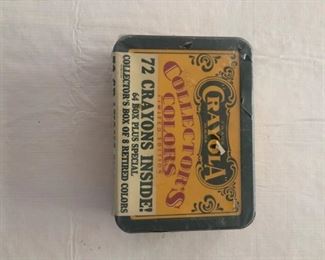 CRAYOLA
COLLECTOR'S
COLORS
LIMITED EDITION
72 CRAYONS INSIDE!
64 BOX PLUS SPECIAL
COLLECTOR'S BOX OF 8 RETIRED COLORS